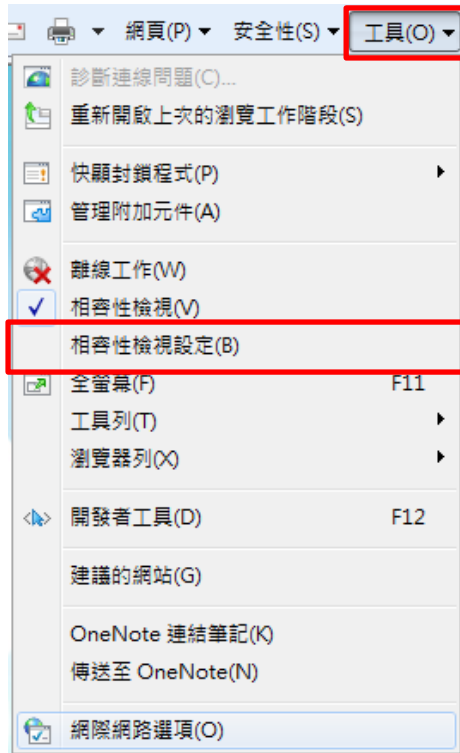 網頁(P) 安全性(S) 工具(O)
診斷連線問題(C)...
重新開啟上次的瀏覽工作階段(S)
快顯封鎖程式(P)
管理附加元件(A)
離線工作(W)
相容性檢視(V)
相容性檢視設定(B)
全螢幕(F) F11
工具列(T)
瀏覽器列(X)
開發者工具(D) F12
建議的網站(G)
OneNote 連結筆記(K)
傳送至 OneNote(N)
網際網路選項(O)